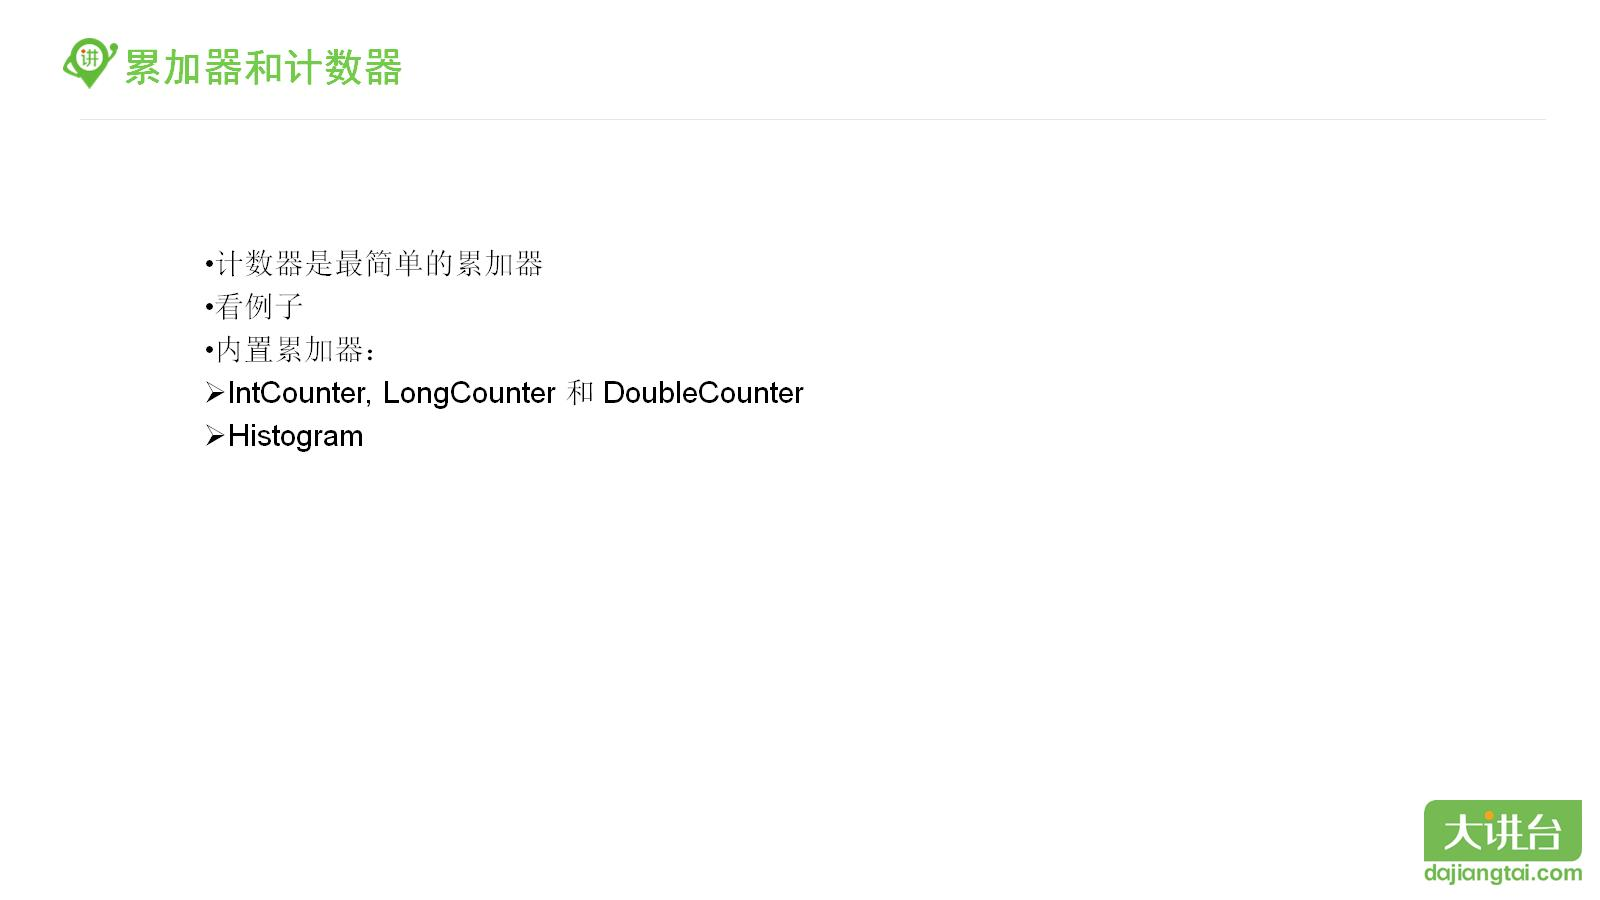 讲
累加器和计数器
•计数器是最简单的累加器
•看例子
•内置累加器：
➢IntCounter, LongCounter 和 DoubleCounter
➢Histogram
大讲台
dajiangtai.com